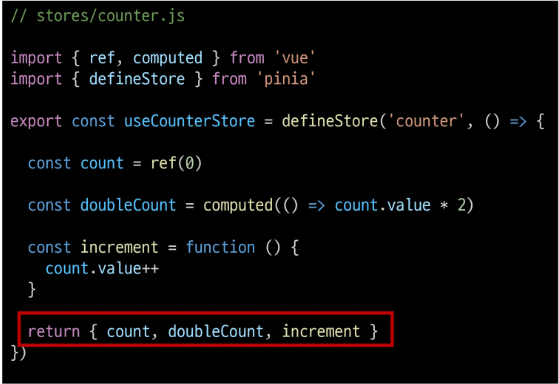 // stores/counter.js
import { ref, computed } from 'vue'
import { defineStore } from 'pinia'
export const useCounterStore = defineStore('counter', () => {
const count = ref(0)
const doubleCount = computed(() => count.value * 2)
const increment = function () {
count.value++
}
return { count, doubleCount, increment }
})